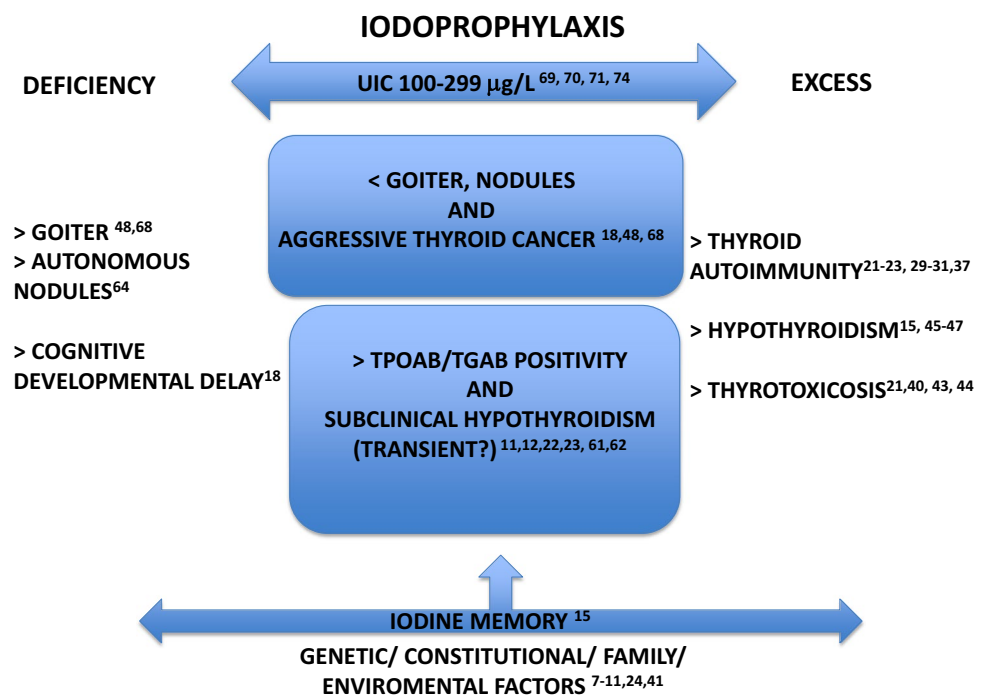 IODOPROPHYLAXIS
DEFICIENCY
UIC 100-299 μg/L 69, 70, 71, 74
EXCESS
< GOITER, NODULES
AND
AGGRESSIVE THYROID CANCER 18,48, 68
> GOITER 48,68
> AUTONOMOUS
NODULES64
> COGNITIVE
DEVELOPMENTAL DELAY18
> THYROID
AUTOIMMUNITY21-23, 29-31,37
> HYPOTHYROIDISM15, 45-47
> THYROTOXICOSIS21,40, 43, 44
> TPOAB/TGAB POSITIVITY
AND
SUBCLINICAL HYPOTHYROIDISM
(TRANSIENT?) 11,12,22,23, 61,62
IODINE MEMORY 15
GENETIC/ CONSTITUTIONAL/ FAMILY/
ENVIROMENTAL FACTORS 7-11,24,41